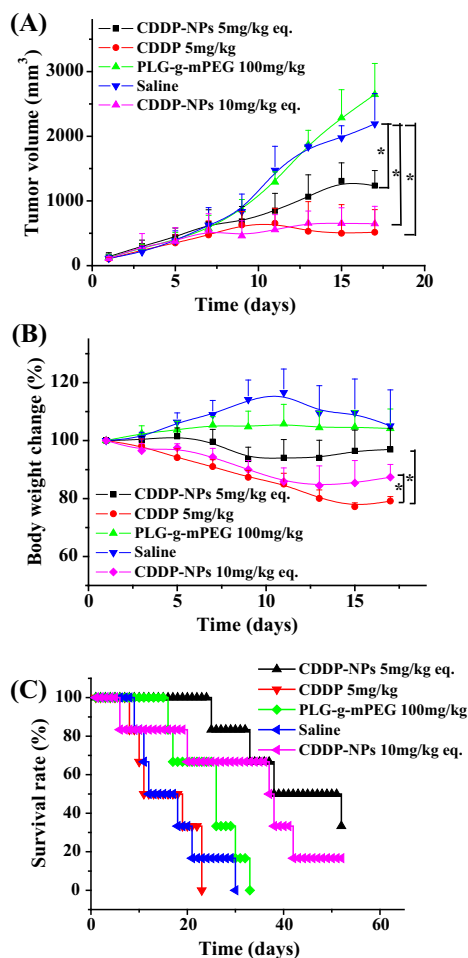 (A)
CDDP-NPs 5mg/kg eq.
CDDP 5mg/kg
PLG-g-mPEG 100mg/kg
Saline
CDDP-NPs 10mg/kg eq.
Tumor volume (mm³)
3000
2000
1000
0
* * *
0 5 10 15 20
Time (days)
(B)
Body weight change (%)
120
100
80
60
CDDP-NPs 5mg/kg eq.
CDDP 5mg/kg
PLG-g-mPEG 100mg/kg
Saline
CDDP-NPs 10mg/kg eq.
* *
0 5 10 15
Time (days)
(C)
CDDP-NPs 5mg/kg eq.
CDDP 5mg/kg
PLG-g-mPEG 100mg/kg
Saline
CDDP-NPs 10mg/kg eq.
Survival rate (%)
100
80
60
40
20
0
0 20 40 60
Time (days)